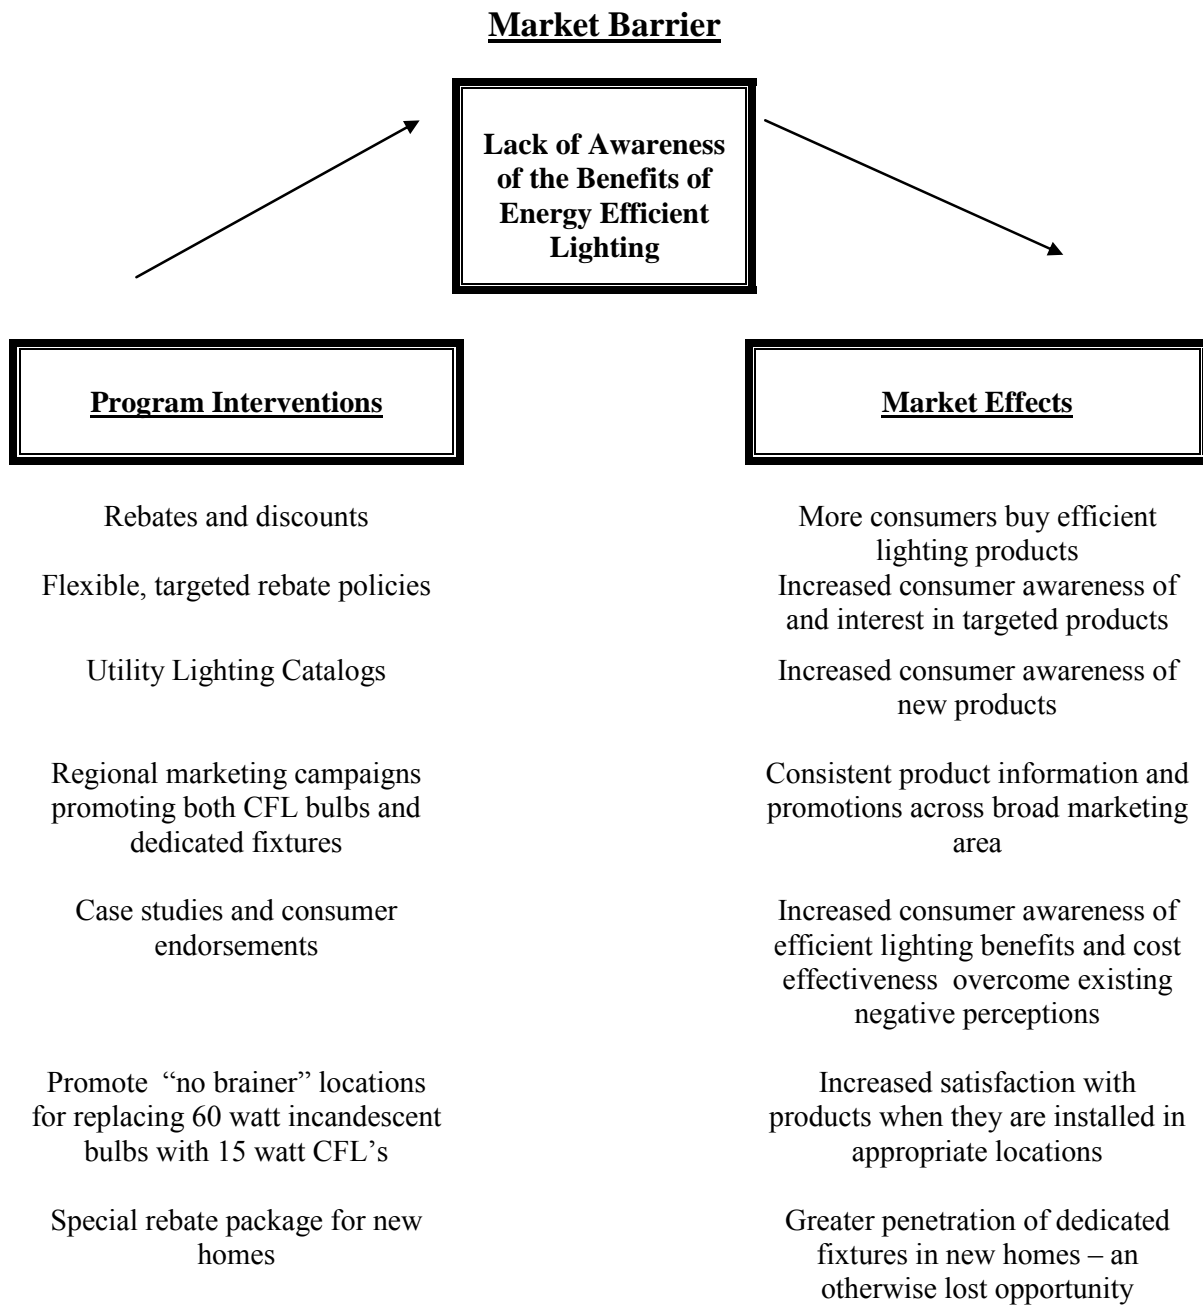 Market Barrier
Lack of Awareness
of the Benefits of
Energy Efficient
Lighting
Program Interventions
Rebates and discounts
Flexible, targeted rebate policies
Utility Lighting Catalogs
Regional marketing campaigns
promoting both CFL bulbs and
dedicated fixtures
Case studies and consumer
endorsements
Promote “no brainer” locations
for replacing 60 watt incandescent
bulbs with 15 watt CFL’s
Special rebate package for new
homes
Market Effects
More consumers buy efficient
lighting products
Increased consumer awareness of
and interest in targeted products
Increased consumer awareness of
new products
Consistent product information and
promotions across broad marketing
area
Increased consumer awareness of
efficient lighting benefits and cost
effectiveness  overcome existing
negative perceptions
Increased satisfaction with
products when they are installed in
appropriate locations
Greater penetration of dedicated
fixtures in new homes – an
otherwise lost opportunity